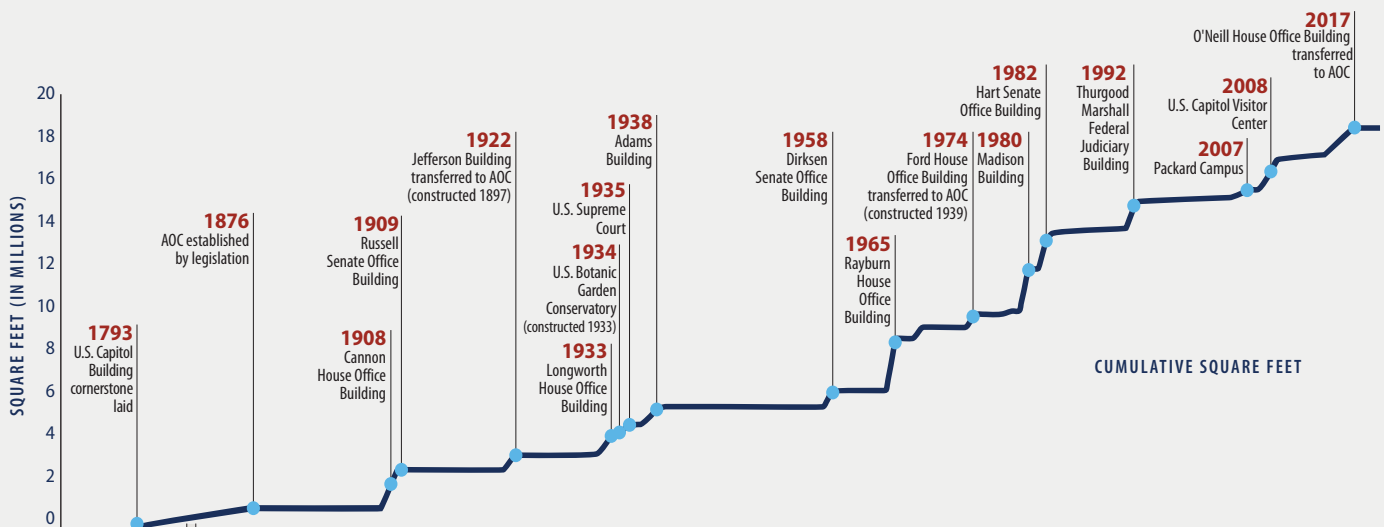 SQUARE FEET (IN MILLIONS)
20
18
16
14
12
10
8
6
4
2
0
1793
U.S. Capitol
Building
cornerstone
laid
1876
AOC established
by legislation
1908
Cannon
House Office
Building
1909
Russell
Senate Office
Building
1922
Jefferson Building
transferred to AOC
(constructed 1897)
1933
Longworth
House Office
Building
1934
U.S. Botanic
Garden
Conservatory
(constructed 1933)
1935
U.S. Supreme
Court
1938
Adams
Building
1958
Dirksen
Senate Office
Building
1965
Rayburn
House
Office
Building
1974
Ford House
Office Building
transferred to AOC
(constructed 1939)
1980
Madison
Building
1982
Hart Senate
Office Building
1992
Thurgood
Marshall
Federal
Judiciary
Building
2007
Packard Campus
2008
U.S. Capitol Visitor
Center
2017
O'Neill House Office Building
transferred
to AOC
CUMULATIVE SQUARE FEET